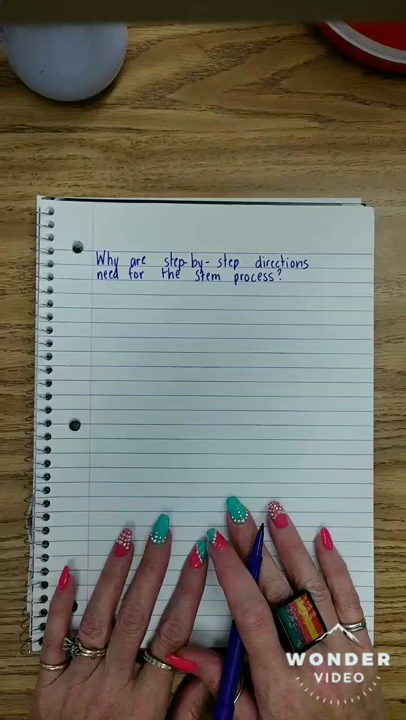 Why are step-by-step directions
need for the stem process?
WONDER
VIDEO